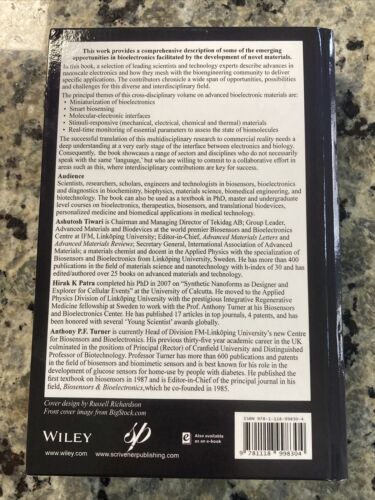 This work provides a comprehensive description of some of the emerging
opportunities in bioelectronics facilitated by the development of novel materials.
In this book, a selection of leading scientists and technology experts describe advances in
nanoscale electronics and how they mesh with the bioengineering community to deliver
specific applications. The contributors chronicle a wide span of opportunities, possibilities
and challenges for this diverse and interdisciplinary field.
The principal themes of this cross-disciplinary volume on advanced bioelectronic materials are:
• Miniaturization of bioelectronics
• Smart biosensing
• Molecular-electronic interfaces
• Stimuli-responsive (mechanical, electrical, chemical and thermal) materials
• Real-time monitoring of essential parameters to assess the state of biomolecules
The successful translation of this multidisciplinary research to commercial reality needs a
deep understanding at a very early stage of the interface between electronics and biology.
Consequently, the book showcases a range of sectors and disciplines who do not necessarily
speak with the same 'language,' but who are willing to commit to a collaborative effort in
areas such as this, where interdisciplinary contributions are key for success.
Audience
Scientists, researchers, scholars, engineers and technologists in biosensors, bioelectronics
and diagnostics in biochemistry, biophysics, materials science, biomedical engineering, and
biotechnology. The book can also be used as a textbook in PhD, master and undergraduate
level courses on bioelectronics, therapeutics, biosensors, and translational biodevices,
personalized medicine and biomedical applications in medical technology.
Ashutosh Tiwari is Chairman and Managing Director of Tekidag AB; Group Leader,
Advanced Materials and Biodevices at the world premier Biosensors and Bioelectronics
Centre at IFM, Linköping University; Editor-in-Chief, Advanced Materials Letters and
Advanced Materials Reviews; Secretary General, International Association of Advanced
Materials; a materials chemist and docent in the Applied Physics with the specialization of
Biosensors and Bioelectronics from Linköping University, Sweden. He has more than 400
publications in the field of materials science and nanotechnology with h-index of 30 and has
edited/authored over 25 books on advanced materials and technology.
Hirak K Patra completed his PhD in 2007 on "Synthetic Nanoforms as Designer and
Explorer for Cellular Events" at the University of Calcutta. He moved to the Applied
Physics Division of Linköping University with the prestigious Integrative Regenerative
Medicine fellowship at Sweden to work with the Prof. Anthony Turner at his Biosensors
and Bioelectronics Center. He has published 17 articles in top journals, 4 patents, and has
been honored with several 'Young Scientist' awards globally.
Anthony P.F. Turner is currently Head of Division FM-Linköping University's new Centre
for Biosensors and Bioelectronics. His previous thirty-five year academic career in the UK
culminated in the positions of Principal (Rector) of Cranfield University and Distinguished
Professor of Biotechnology. Professor Turner has more than 600 publications and patents
in the field of biosensors and biomimetic sensors and is best known for his role in the
development of glucose sensors for home-use by people with diabetes. He published the
first textbook on biosensors in 1987 and is Editor-in-Chief of the principal journal in his
field, Biosensors & Bioelectronics, which he co-founded in 1985.
Cover design by Russell Richardson
Front cover image from BigStock.com
WILEY
www.wiley.com
www.scrivenerpublishing.com
Also available
as an e-book
ISBN 978-1-118-99830-4
9 781118 998304